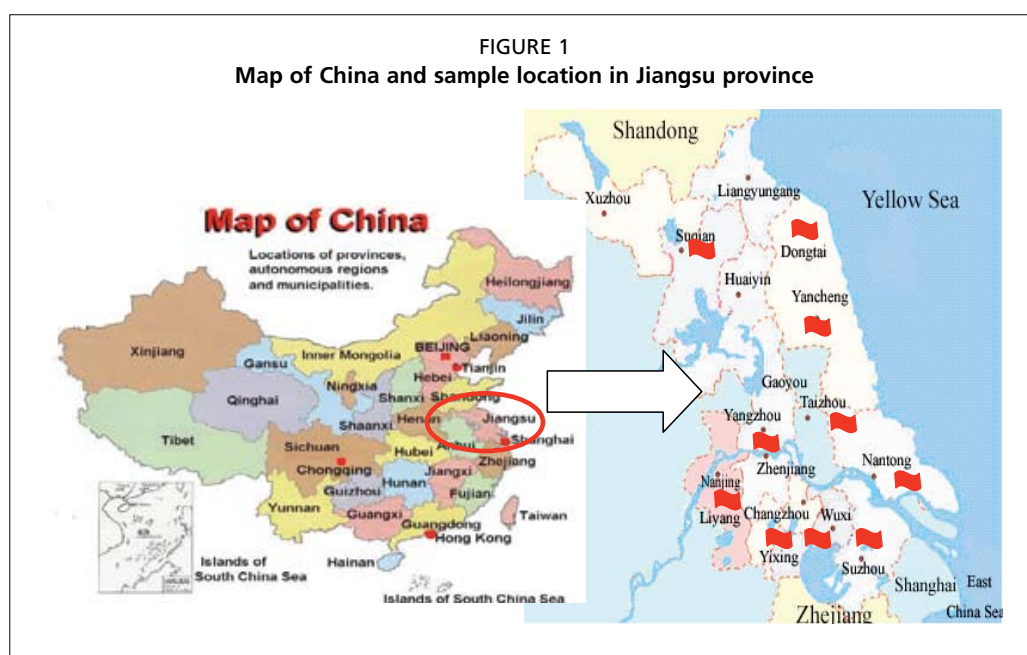 FIGURE 1
Map of China and sample location in Jiangsu province
Map of China
Locations of provinces,
autonomous regions
and municipalities.
Heilongjiang
Jilin
Liaoning
Xinjiang
Gansu
Inner Mongolia
BEIJING
Tianjin
Ningxia
Hebei
Qinghai
Shanxi
Shandong
Shaanxi
Henan
Jiangsu
Tibet
Anhui
Shanghai
Sichuan
Hubei
Zhejiang
Chongqing
Hunan
Jiangxi
Guizhou
Fujian
Yunnan
Guangxi
Guangdong
Taiwan
Hong Kong
Hainan
Islands of
South China Sea
Islands of South China Sea
Shandong
Xuzhou
Liangyungang
Yellow Sea
Suqian
Dongtai
Huaiyin
Yancheng
Gaoyou
Taizhou
Yangzhou
Zhenjiang
Nantong
Nanjing
Liyang
Changzhou
Wuxi
Yixing
Suzhou
Shanghai
East
China Sea
Zhejiang